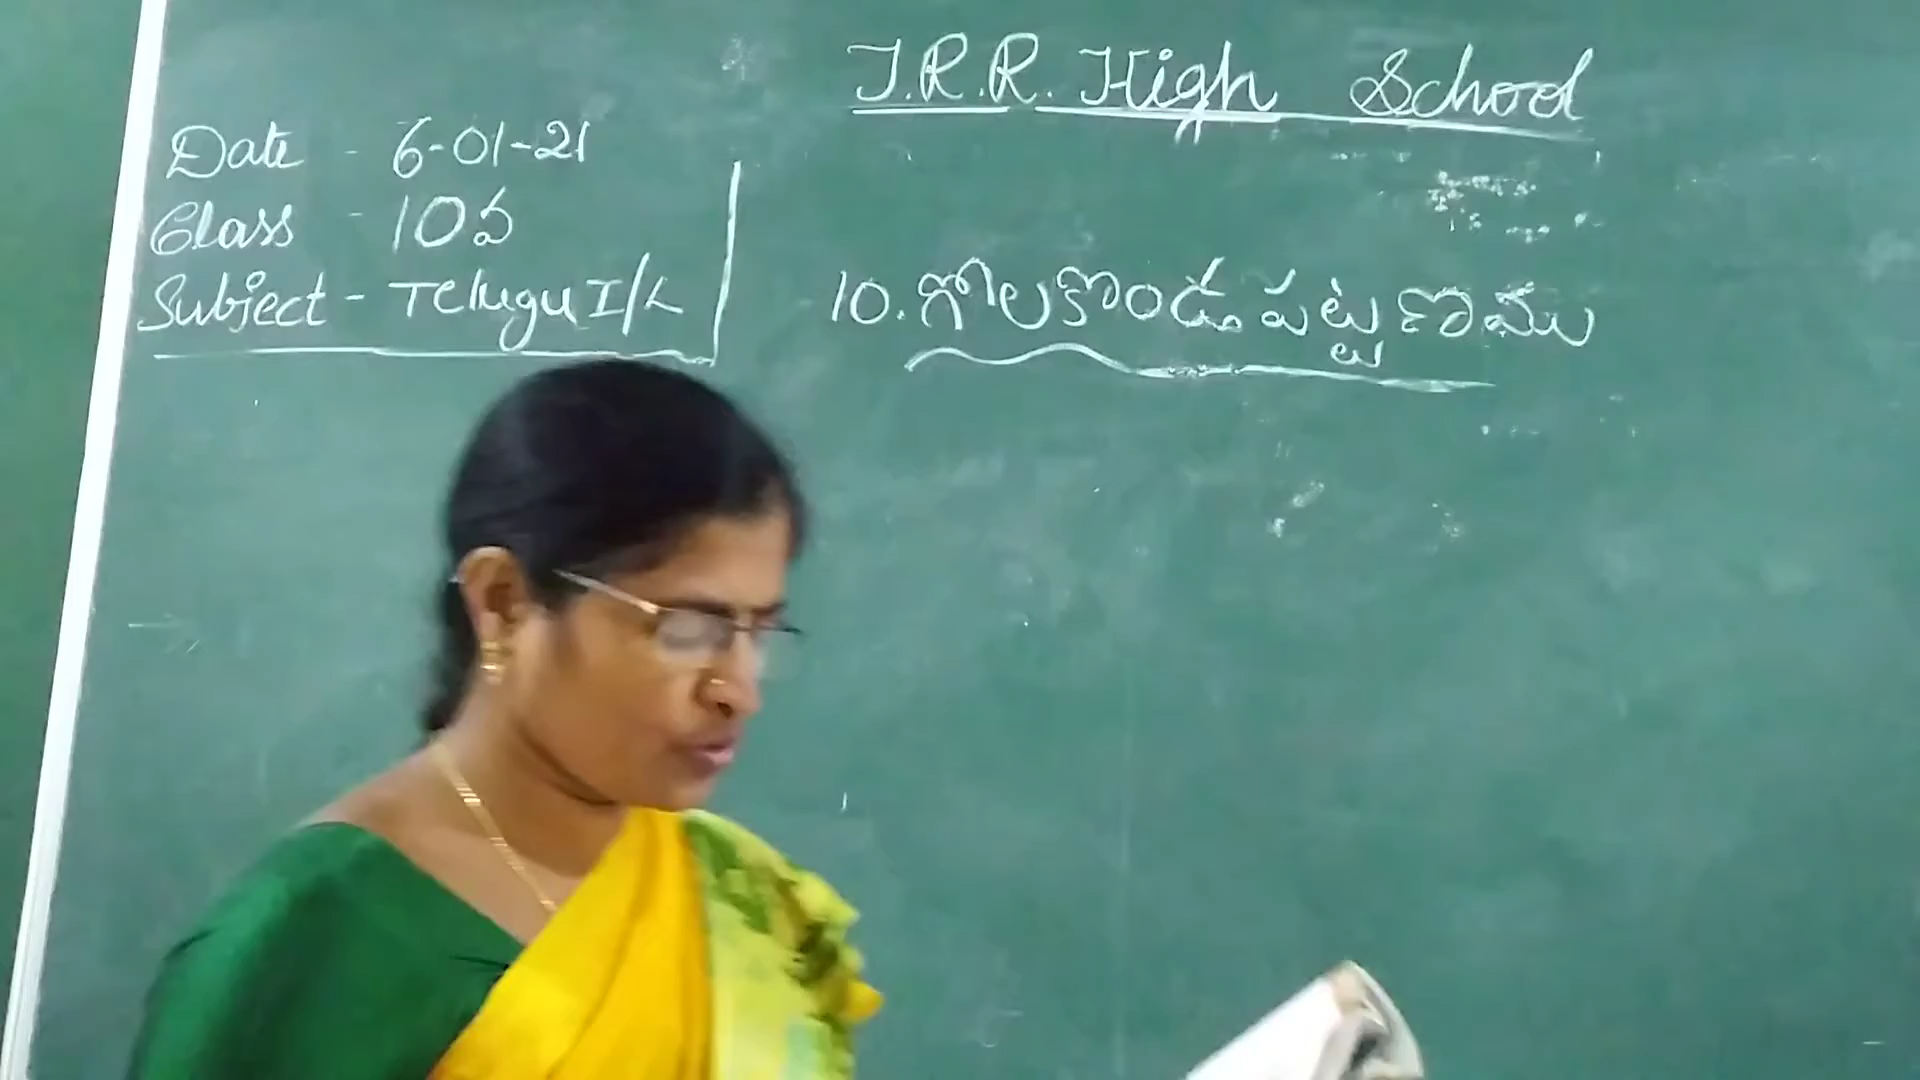 T.R.R. High School
Date - 6-01-21
Class - 10వ
Subject - Telugu I/L
10. గోలకొండ పట్టణము